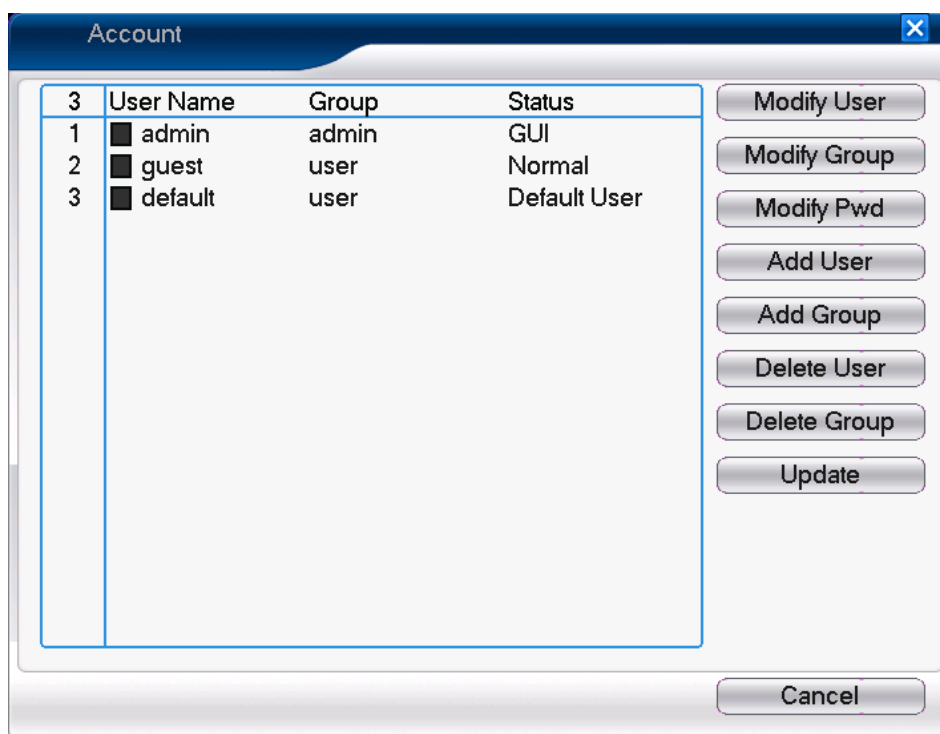 Account
3 User Name Group Status
1 admin admin GUI
2 guest user Normal
3 default user Default User
Modify User
Modify Group
Modify Pwd
Add User
Add Group
Delete User
Delete Group
Update
Cancel